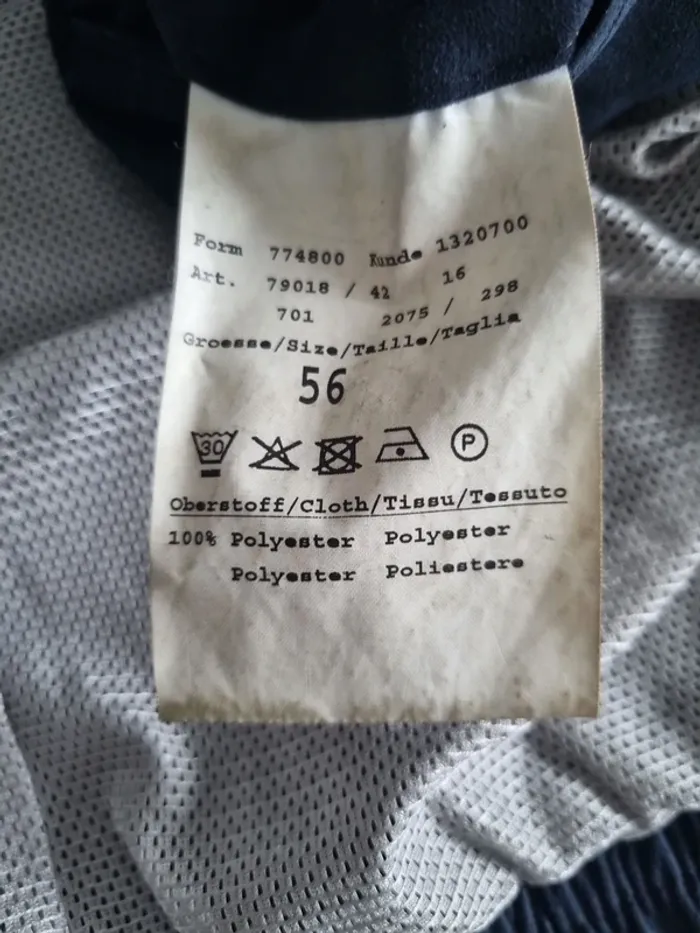 Form 774800 Kunde 1320700
Art. 79018 / 42 16
701 2075 / 298
Groesse/Size/Taille/Taglia
56
30 P
Oberstoff/Cloth/Tissu/Tessuto
100% Polyester Polyester
Polyester Poliestere